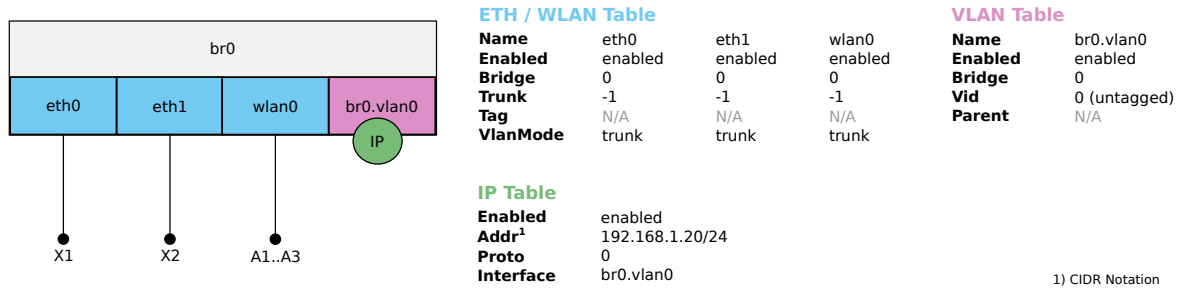 br0
eth0 eth1 wlan0 br0.vlan0
IP
X1 X2 A1..A3
ETH / WLAN Table
Name eth0 eth1 wlan0
Enabled enabled enabled enabled
Bridge 0 0 0
Trunk -1 -1 -1
Tag N/A N/A N/A
VlanMode trunk trunk trunk
VLAN Table
Name br0.vlan0
Enabled enabled
Bridge 0
Vid 0 (untagged)
Parent N/A
IP Table
Enabled enabled
Addr¹ 192.168.1.20/24
Proto 0
Interface br0.vlan0
1) CIDR Notation